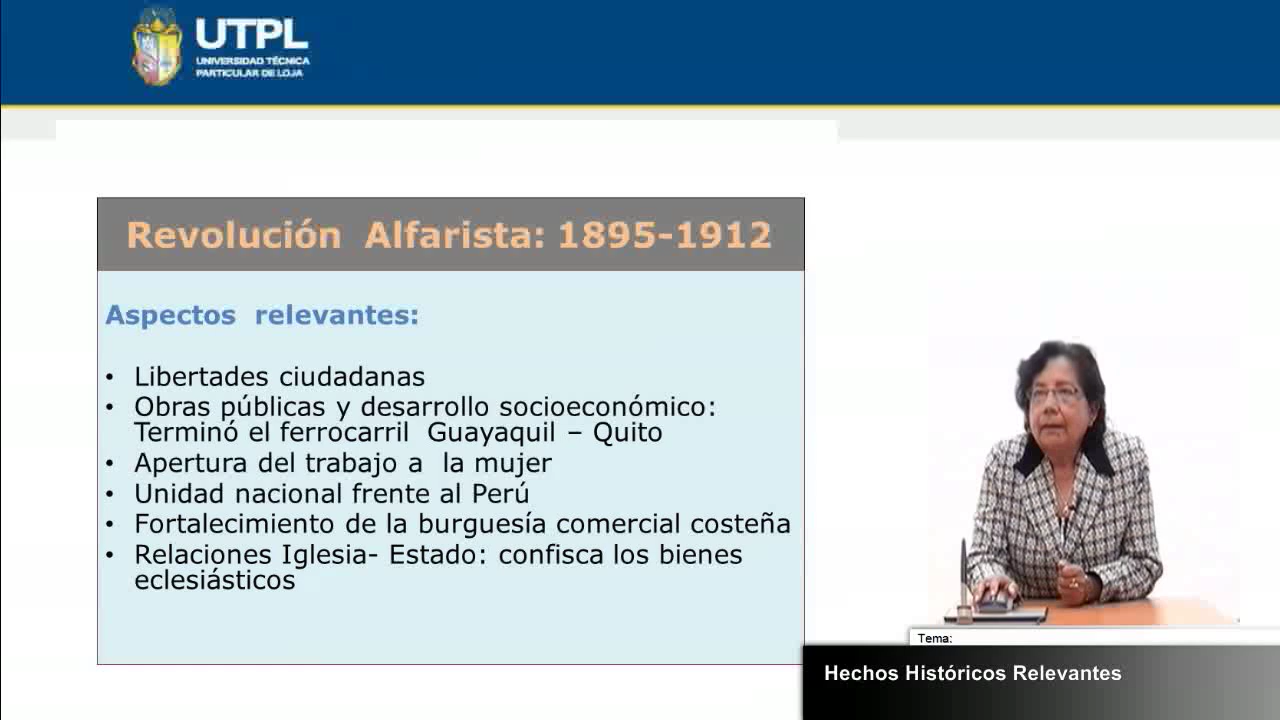 UTPL
UNIVERSIDAD TÉCNICA
PARTICULAR DE LOJA
Revolución Alfarista: 1895-1912
Aspectos relevantes:
• Libertades ciudadanas
• Obras públicas y desarrollo socioeconómico:
Terminó el ferrocarril Guayaquil – Quito
• Apertura del trabajo a la mujer
• Unidad nacional frente al Perú
• Fortalecimiento de la burguesía comercial costeña
• Relaciones Iglesia- Estado: confisca los bienes
eclesiásticos
Tema:
Hechos Históricos Relevantes